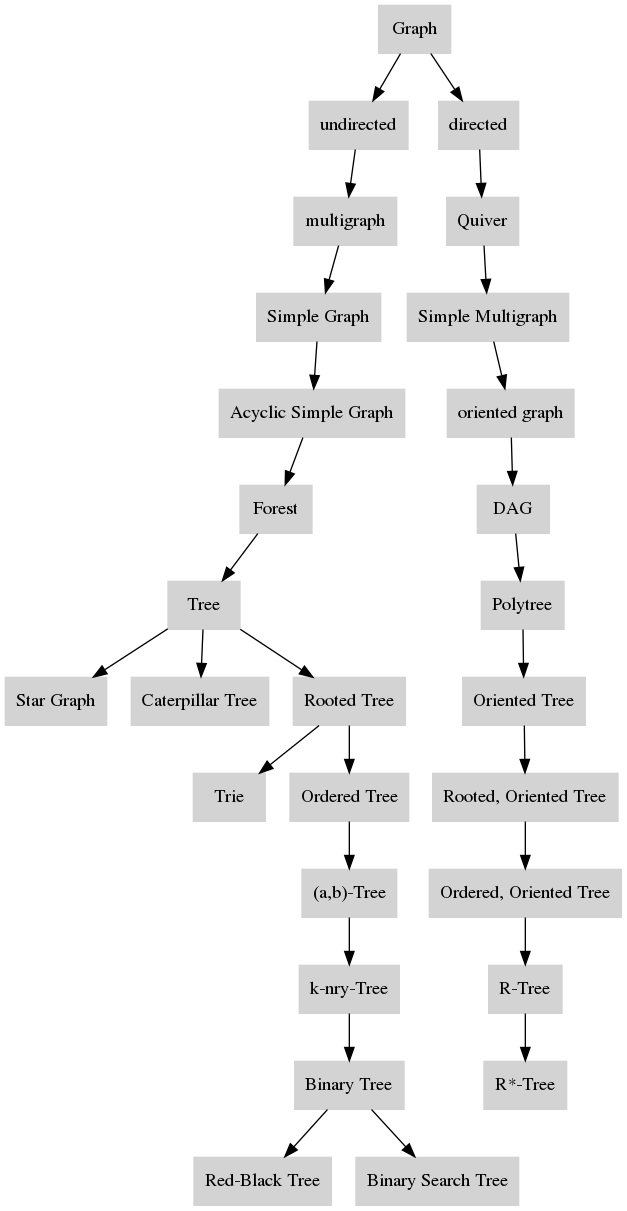 Graph
undirected
directed
multigraph
Quiver
Simple Graph
Simple Multigraph
Acyclic Simple Graph
oriented graph
Forest
DAG
Tree
Polytree
Star Graph
Caterpillar Tree
Rooted Tree
Oriented Tree
Trie
Ordered Tree
Rooted, Oriented Tree
(a,b)-Tree
Ordered, Oriented Tree
k-nry-Tree
R-Tree
Binary Tree
R*-Tree
Red-Black Tree
Binary Search Tree